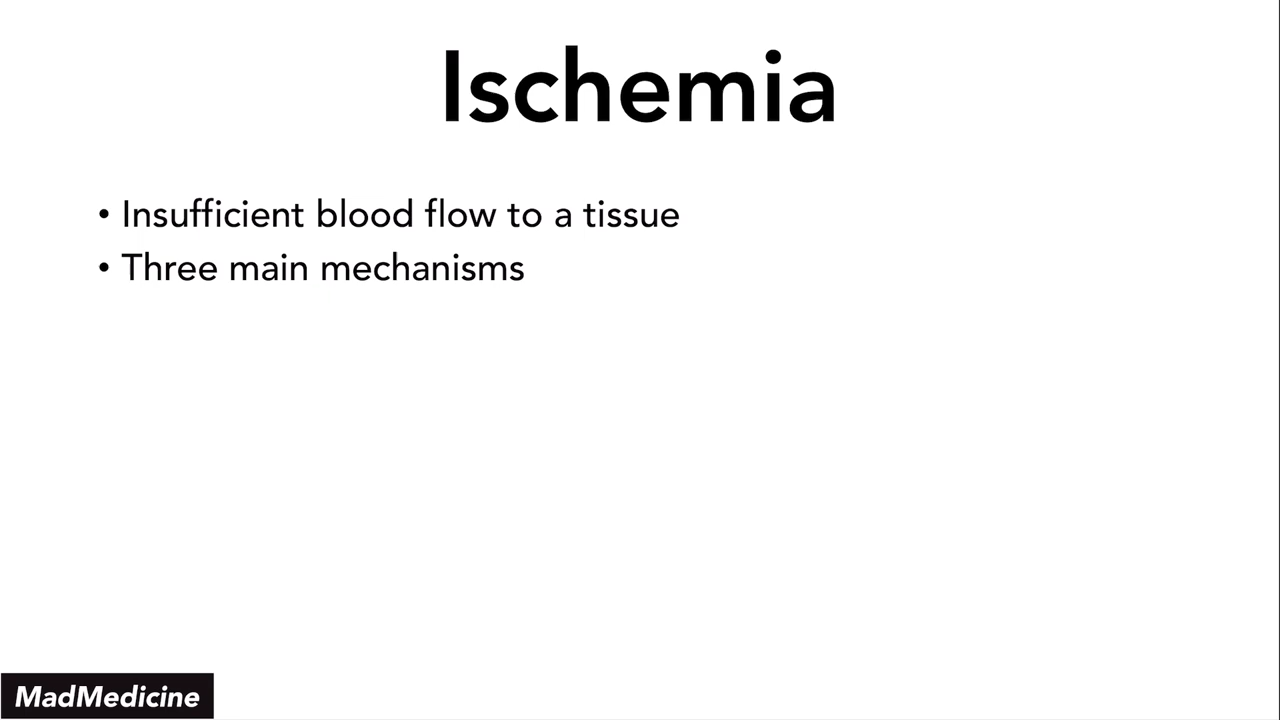 Ischemia
• Insufficient blood flow to a tissue
• Three main mechanisms
MadMedicine